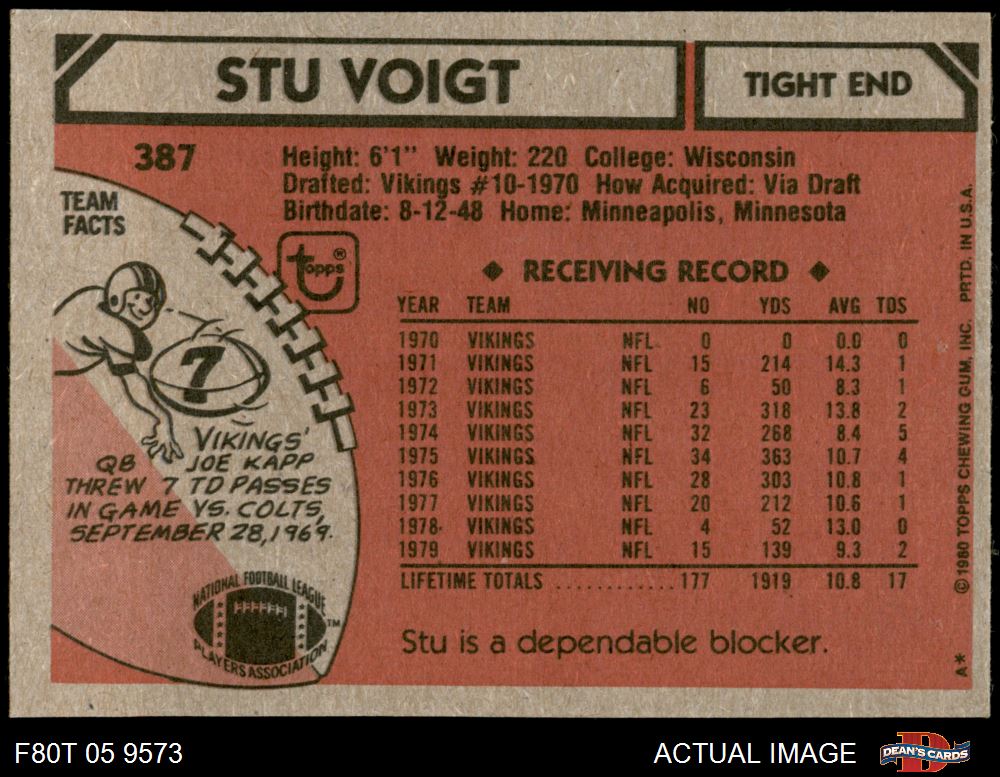 STU VOIGT
TIGHT END
387
Height: 6'1" Weight: 220 College: Wisconsin
Drafted: Vikings #10-1970 How Acquired: Via Draft
Birthdate: 8-12-48 Home: Minneapolis, Minnesota
TEAM
FACTS
topps®
7
VIKINGS'
QB JOE KAPP
THREW 7 TD PASSES
IN GAME VS. COLTS,
SEPTEMBER 28, 1969.
NATIONAL FOOTBALL LEAGUE
PLAYERS ASSOCIATION
TM
◆ RECEIVING RECORD ◆
YEAR TEAM NO YDS AVG TDS
1970 VIKINGS NFL 0 0 0.0 0
1971 VIKINGS NFL 15 214 14.3 1
1972 VIKINGS NFL 6 50 8.3 1
1973 VIKINGS NFL 23 318 13.8 2
1974 VIKINGS NFL 32 268 8.4 5
1975 VIKINGS NFL 34 363 10.7 4
1976 VIKINGS NFL 28 303 10.8 1
1977 VIKINGS NFL 20 212 10.6 1
1978 VIKINGS NFL 4 52 13.0 0
1979 VIKINGS NFL 15 139 9.3 2
LIFETIME TOTALS ............ 177 1919 10.8 17
Stu is a dependable blocker.
A* © 1980 TOPPS CHEWING GUM, INC. PRTD. IN U.S.A.
F80T 05 9573
ACTUAL IMAGE
D
DEAN'S CARDS